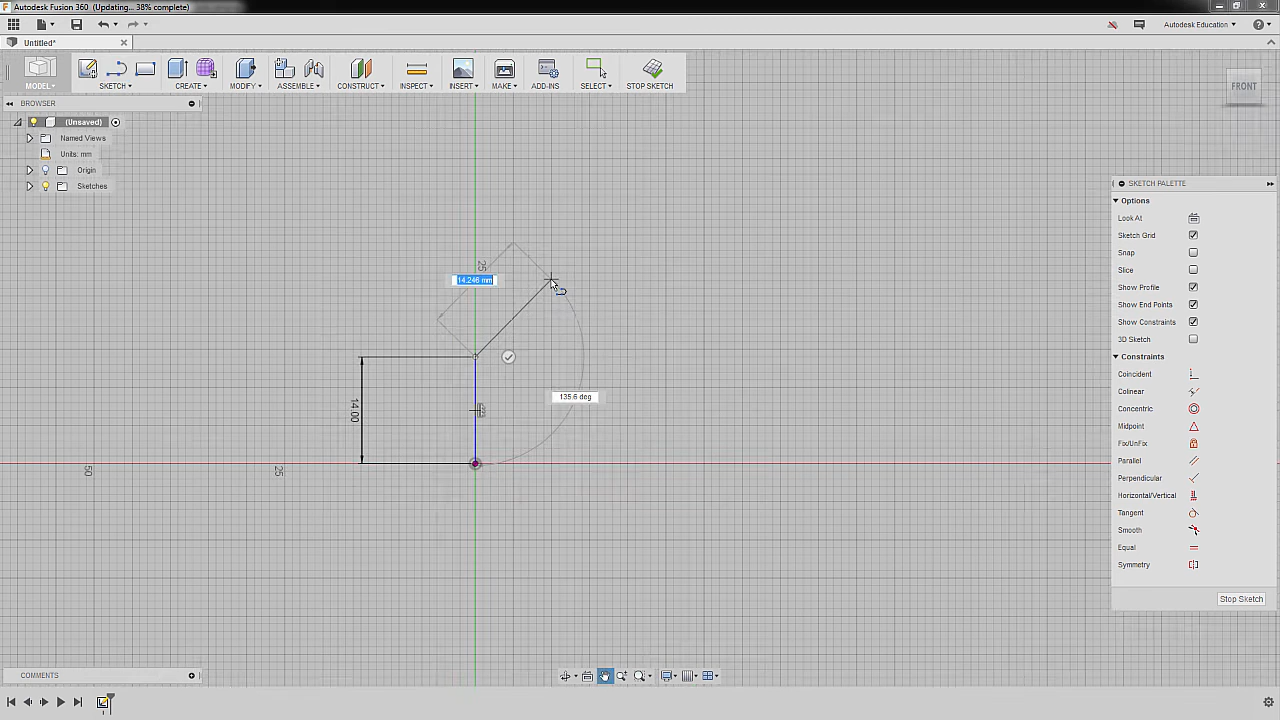 Autodesk Fusion 360 (Updating... 38% complete)
Autodesk Education
Untitled*
MODEL
SKETCH
CREATE
MODIFY
ASSEMBLE
CONSTRUCT
INSPECT
INSERT
MAKE
ADD-INS
SELECT
STOP SKETCH
FRONT
BROWSER
(Unsaved)
Named Views
Units: mm
Origin
Sketches
SKETCH PALETTE
Options
Look At
Sketch Grid
Snap
Slice
Show Profile
Show End Points
Show Constraints
3D Sketch
Constraints
Coincident
Colinear
Concentric
Midpoint
Fix/UnFix
Parallel
Perpendicular
Horizontal/Vertical
Tangent
Smooth
Equal
Symmetry
Stop Sketch
25
14.246 mm
135.6 deg
14.00
50
25
COMMENTS